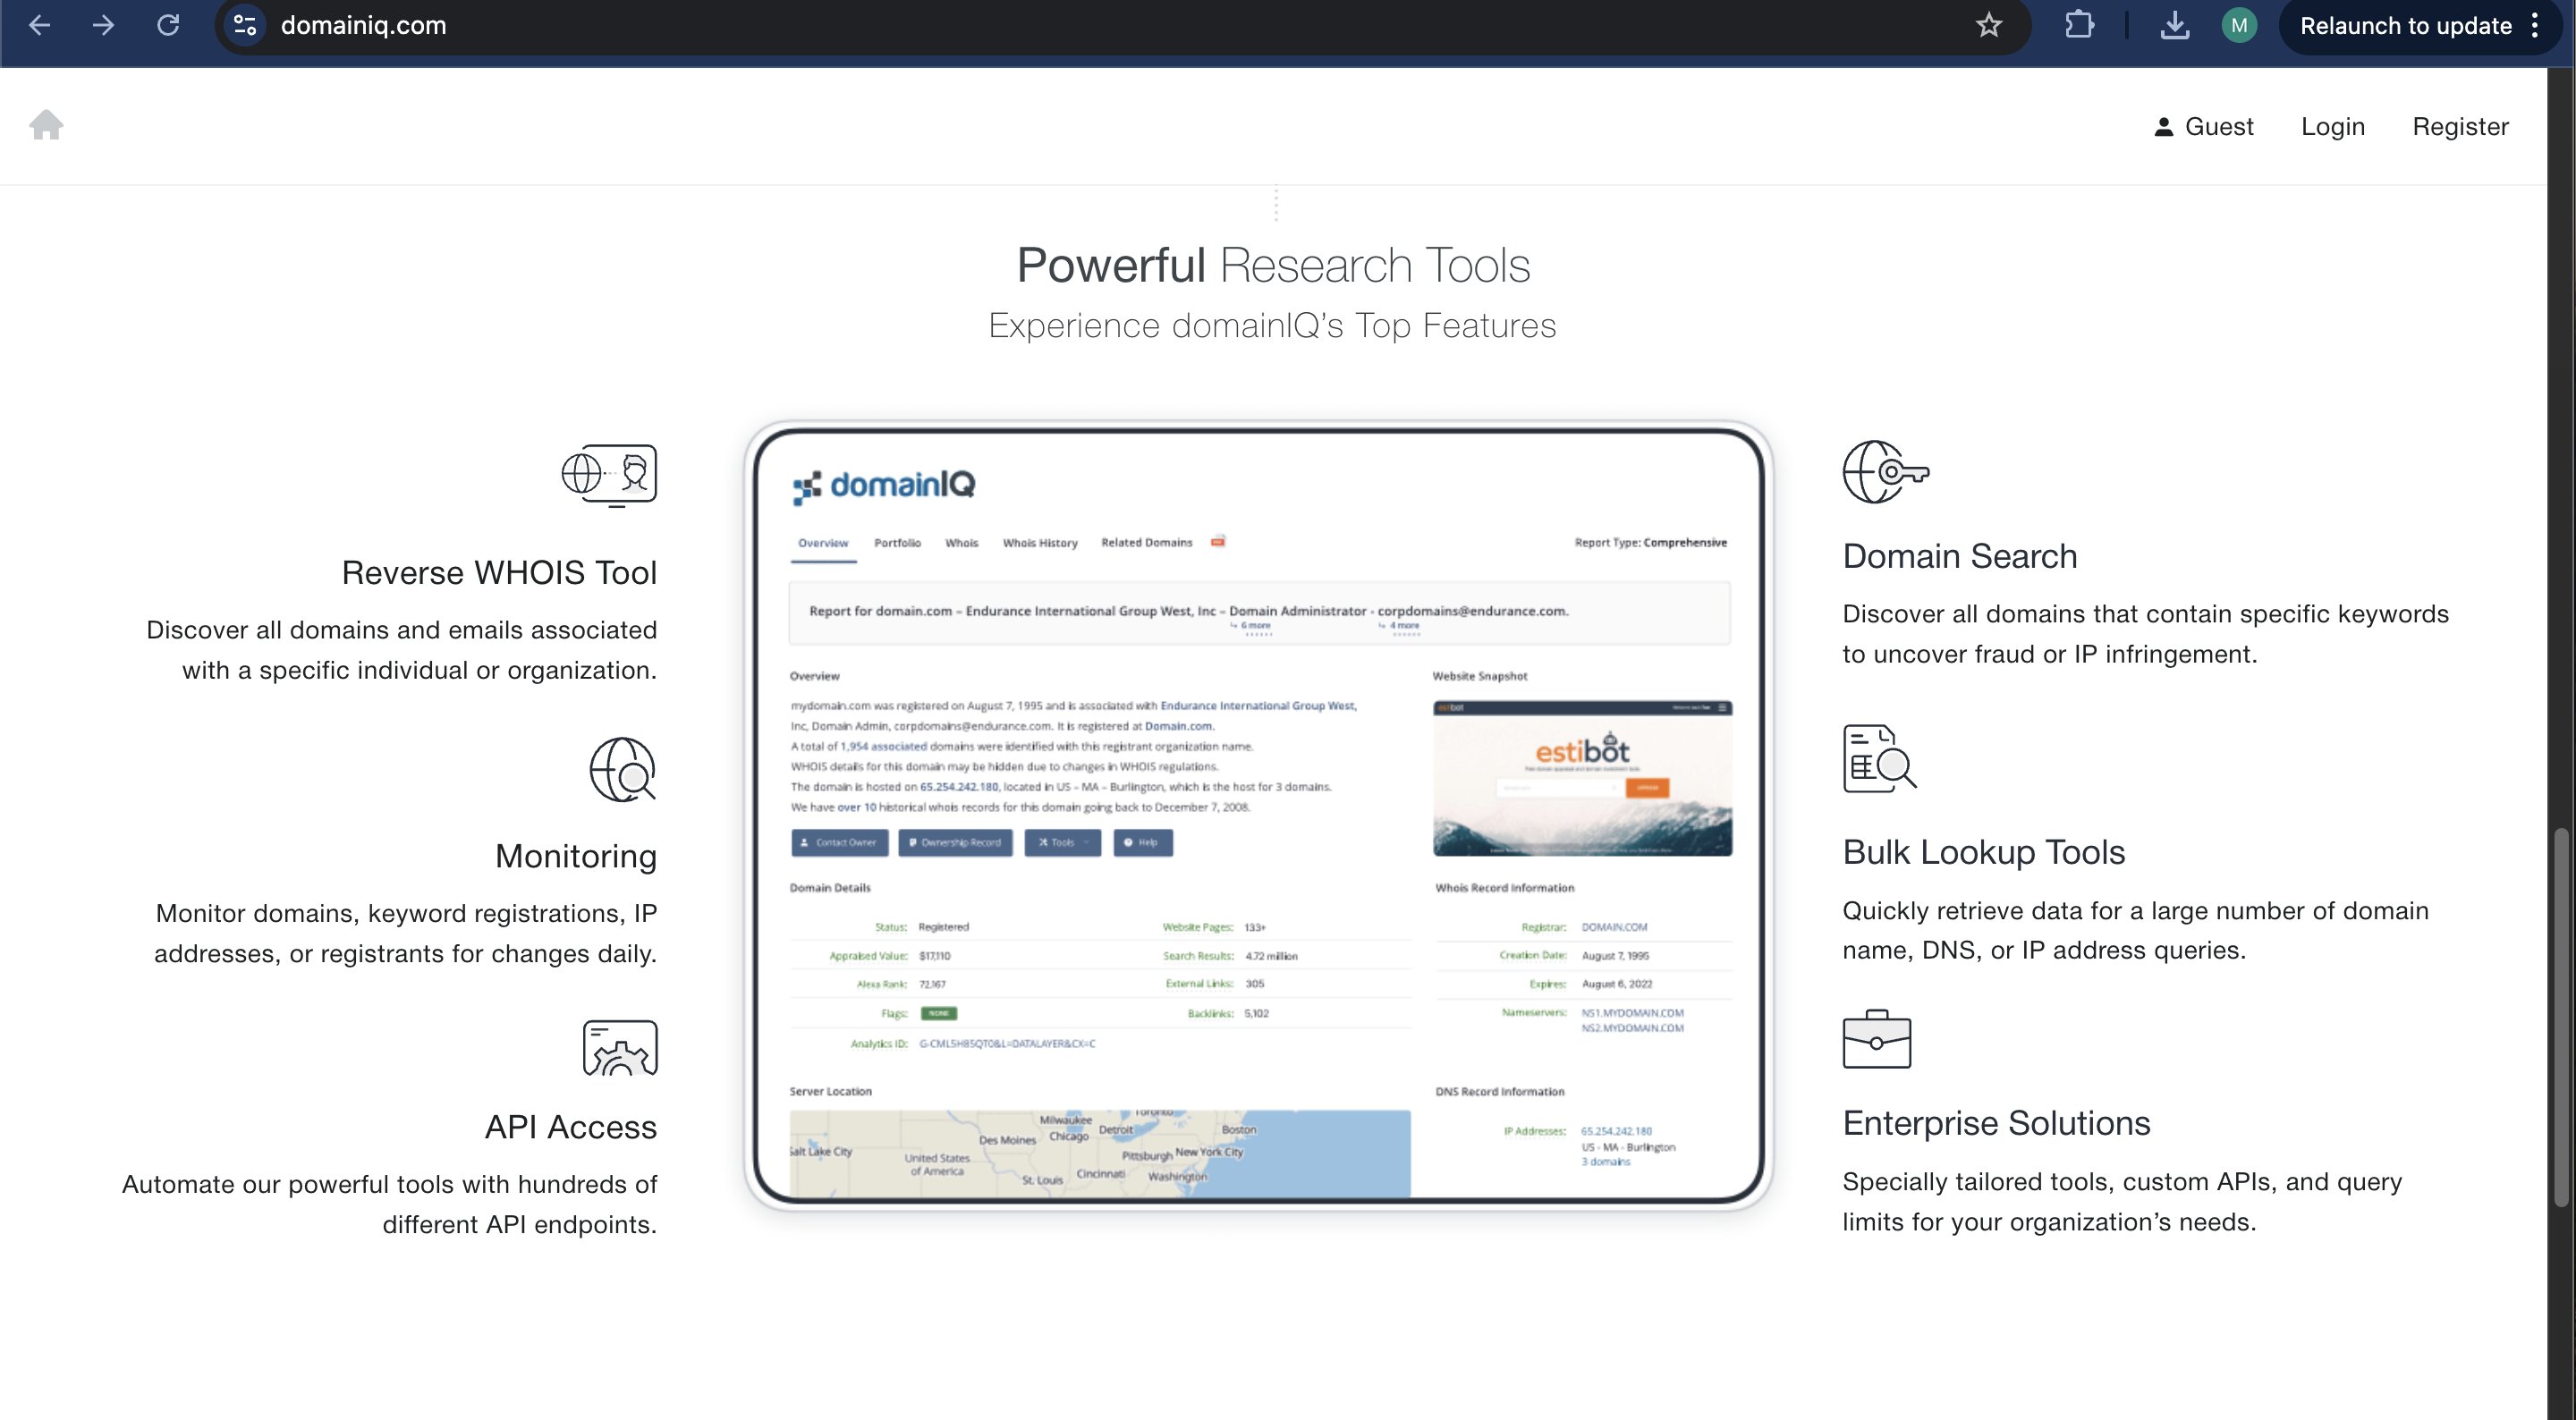 domainiq.com
M
Relaunch to update
Guest
Login
Register
Powerful Research Tools
Experience domainIQ’s Top Features
Reverse WHOIS Tool
Discover all domains and emails associated
with a specific individual or organization.
Monitoring
Monitor domains, keyword registrations, IP
addresses, or registrants for changes daily.
API Access
Automate our powerful tools with hundreds of
different API endpoints.
domainIQ
Overview Portfolio Whois Whois History Related Domains
Report Type: Comprehensive
Report for domain.com – Endurance International Group West, Inc – Domain Administrator - corpdomains@endurance.com.
6 more
4 more
Overview
mydomain.com was registered on August 7, 1995 and is associated with Endurance International Group West,
Inc, Domain Admin, corpdomains@endurance.com. It is registered at Domain.com.
A total of 1,954 associated domains were identified with this registrant organization name.
WHOIS details for this domain may be hidden due to changes in WHOIS regulations.
The domain is hosted on 65.254.242.180, located in US – MA – Burlington, which is the host for 3 domains.
We have over 10 historical whois records for this domain going back to December 7, 2008.
Contact Owner
Ownership Record
Tools
Help
Website Snapshot
estibot
Domain Details
Status: Registered
Website Pages: 133+
Appraised Value: $17,110
Search Results: 4.72 million
Alexa Rank: 72,167
External Links: 305
Flags: NONE
Backlinks: 5,102
Analytics ID: G-CML5H85QT0&L=DATALAYER&CX=C
Whois Record Information
Registrar: DOMAIN.COM
Creation Date: August 7, 1995
Expires: August 6, 2022
Nameservers: NS1.MYDOMAIN.COM
NS2.MYDOMAIN.COM
Server Location
Toronto
Milwaukee
Detroit
Boston
Des Moines
Chicago
Salt Lake City
United States
of America
Pittsburgh
New York City
St. Louis
Cincinnati
Washington
DNS Record Information
IP Addresses: 65.254.242.180
US - MA - Burlington
3 domains
Domain Search
Discover all domains that contain specific keywords
to uncover fraud or IP infringement.
Bulk Lookup Tools
Quickly retrieve data for a large number of domain
name, DNS, or IP address queries.
Enterprise Solutions
Specially tailored tools, custom APIs, and query
limits for your organization’s needs.